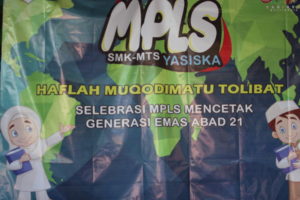 MPLS
SMK-MTS YASISKA
HAFLAH MUQODIMATU TOLIBAT
SELEBRASI MPLS MENCETAK
GENERASI EMAS ABAD 21